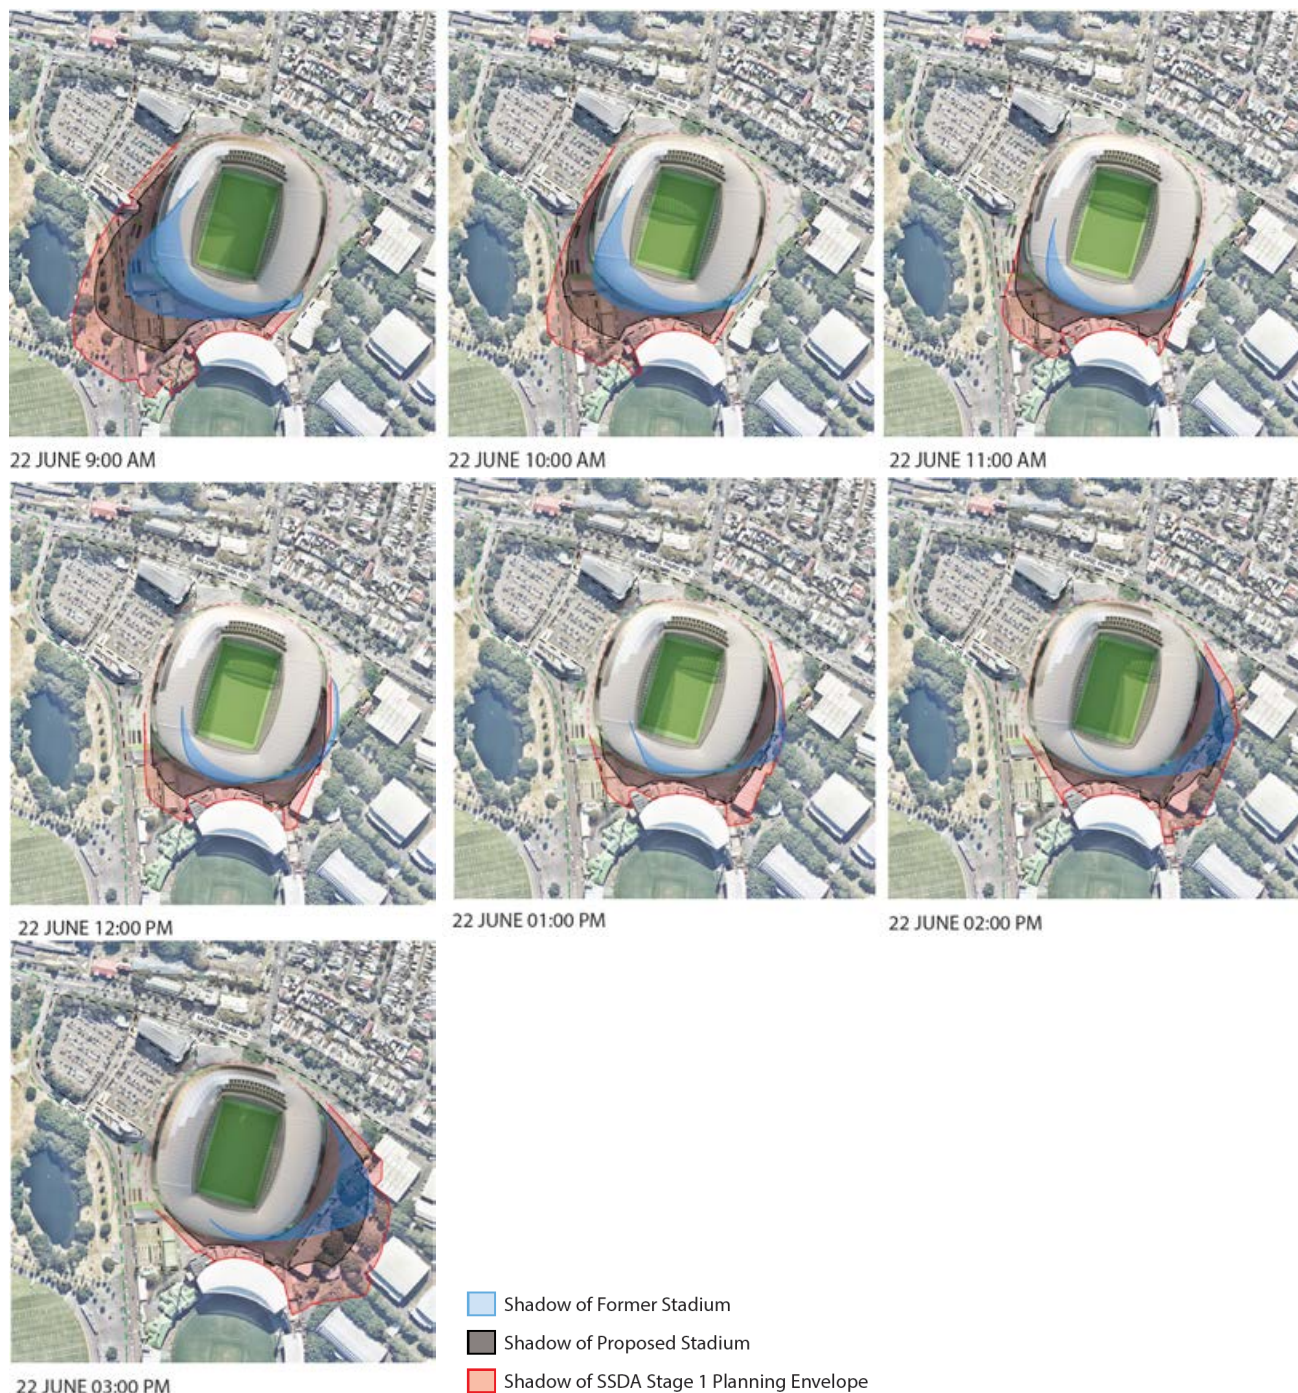 22 JUNE 9:00 AM
22 JUNE 10:00 AM
22 JUNE 11:00 AM
22 JUNE 12:00 PM
22 JUNE 01:00 PM
22 JUNE 02:00 PM
22 JUNE 03:00 PM
Shadow of Former Stadium
Shadow of Proposed Stadium
Shadow of SSDA Stage 1 Planning Envelope